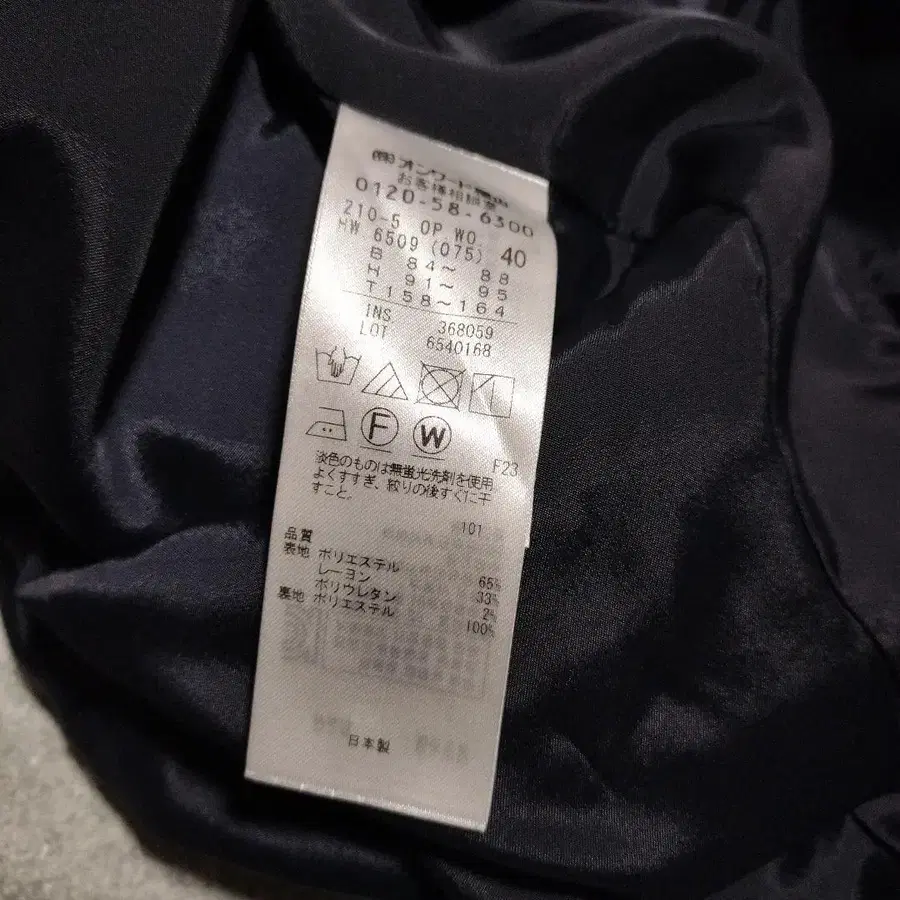 ㈱オンワード樫山
お客様相談室
0120-58-6300
210-5 OP WO
HW 6509 (075) 40
B 84～ 88
H 91～ 95
T158～164
INS 368059
LOT 6540168
F W
F23
淡色のものは無蛍光洗剤を使用
よくすすぎ、絞りの後すぐに干
すこと。
101
品質
表地 ポリエステル 65%
レーヨン 33%
ポリウレタン 2%
裏地 ポリエステル 100%
日本製